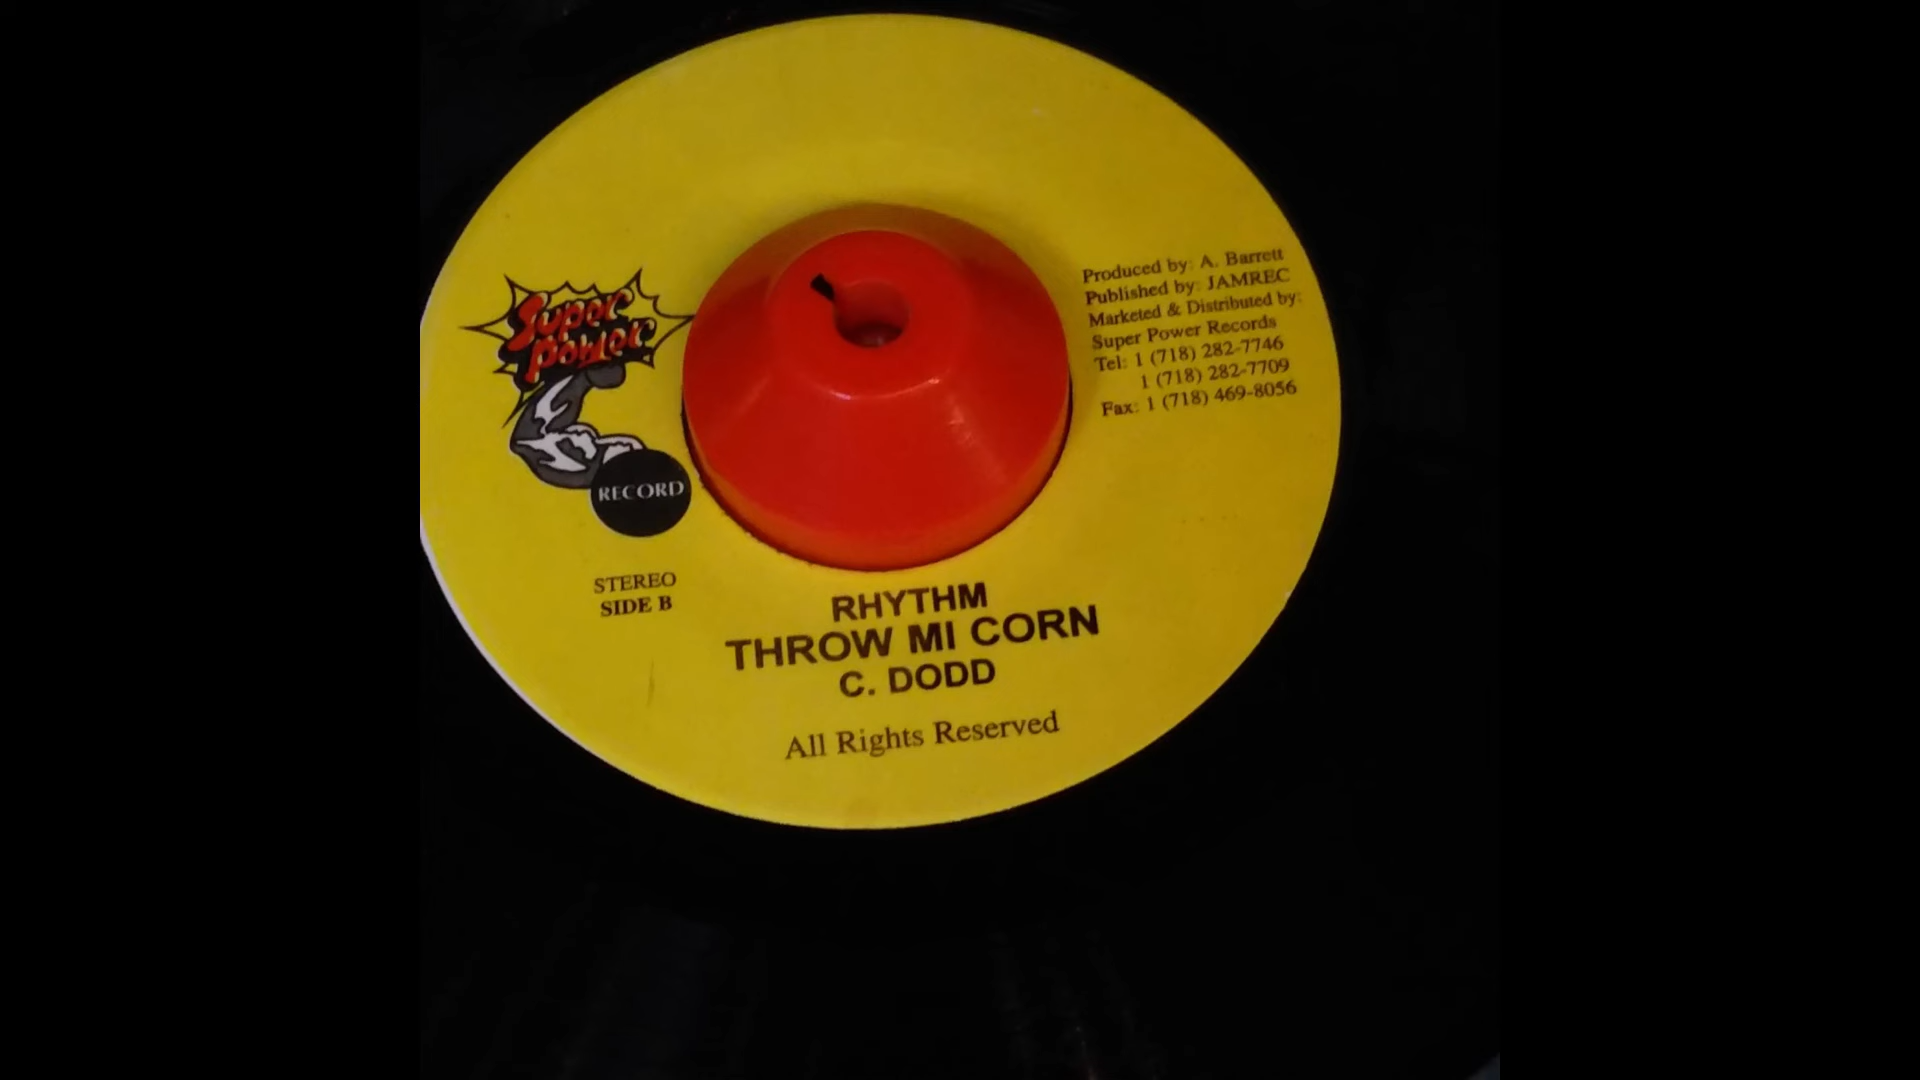 Super
power
RECORD
STEREO
SIDE B
Produced by: A. Barrett
Published by: JAMREC
Marketed & Distributed by:
Super Power Records
Tel: 1 (718) 282-7746
1 (718) 282-7709
Fax: 1 (718) 469-8056
RHYTHM
THROW MI CORN
C. DODD
All Rights Reserved